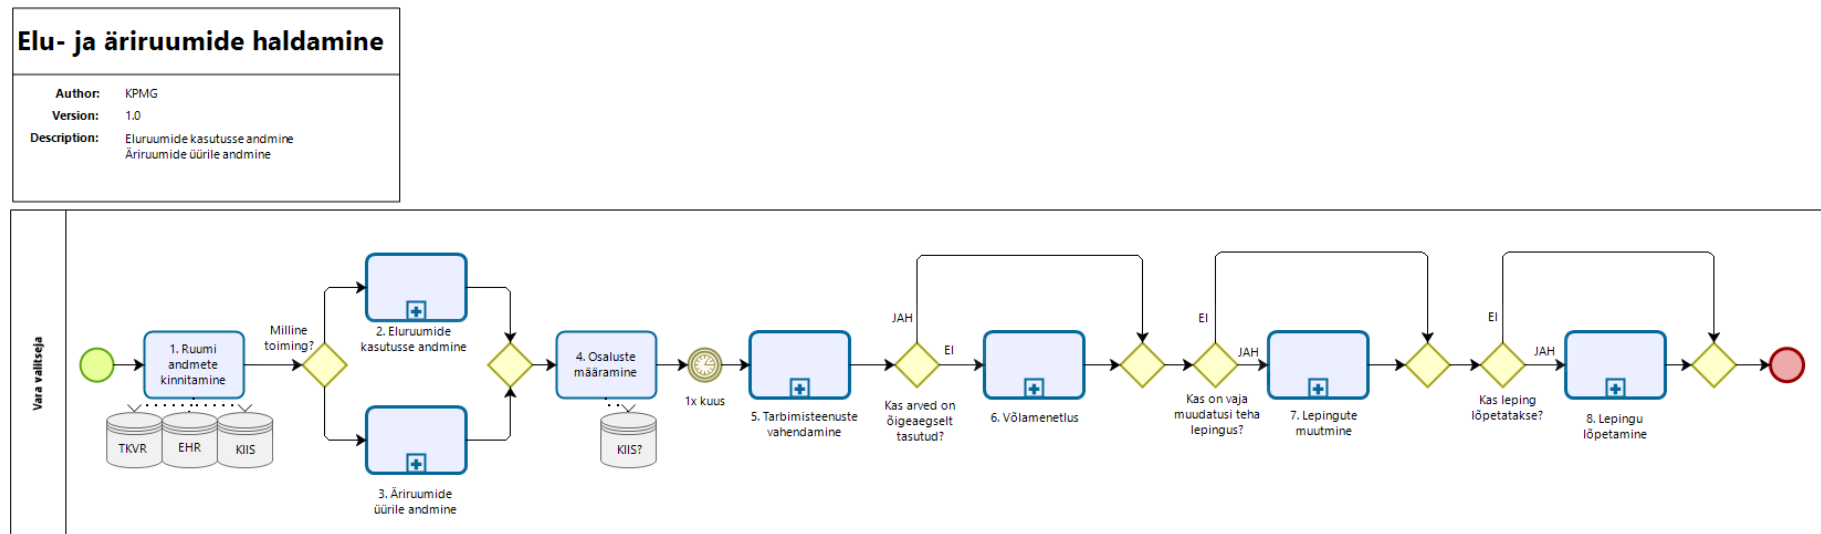 Elu- ja äriruumide haldamine
Author: KPMG
Version: 1.0
Description: Eluruumide kasutusse andmine
Äriruumide üürile andmine
Vara valitseja
1. Ruumi
andmete
kinnitamine
TKVR
EHR
KIIS
Milline
toiming?
2. Eluruumide
kasutusse andmine
3. Äriruumide
üürile andmine
4. Osaluste
määramine
KIIS?
1x kuus
5. Tarbimisteenuste
vahendamine
JAH
EI
Kas arved on
õigeaegselt
tasutud?
6. Võlamenetlus
EI
JAH
Kas on vaja
muudatusi teha
lepingus?
7. Lepingute
muutmine
EI
JAH
Kas leping
lõpetatakse?
8. Lepingu
lõpetamine